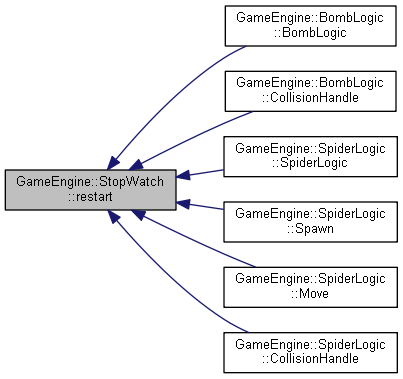 GameEngine::BombLogic
::BombLogic
GameEngine::BombLogic
::CollisionHandle
GameEngine::SpiderLogic
::SpiderLogic
GameEngine::StopWatch
::restart
GameEngine::SpiderLogic
::Spawn
GameEngine::SpiderLogic
::Move
GameEngine::SpiderLogic
::CollisionHandle